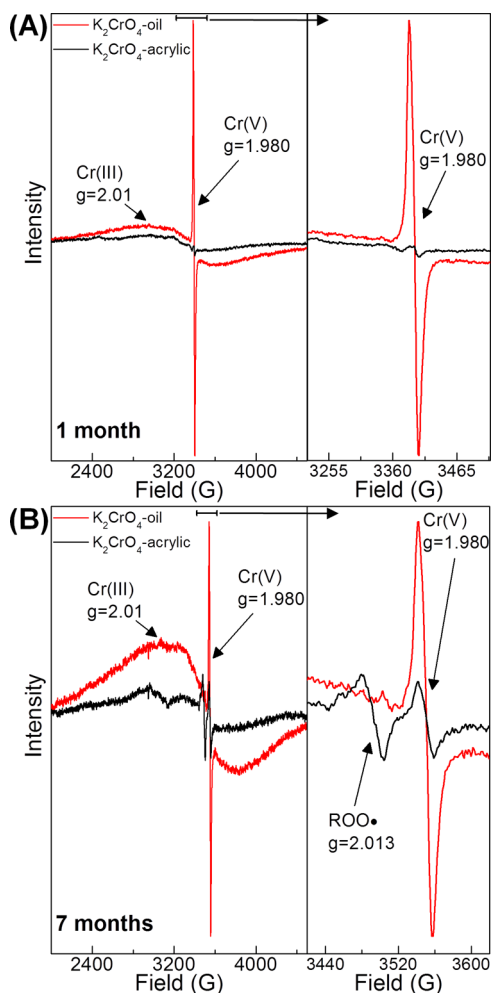 (A)
K₂CrO₄-oil
K₂CrO₄-acrylic
Cr(V)
g=1.980
Cr(III)
g=2.01
Cr(V)
g=1.980
Intensity
1 month
2400 3200 4000 3255 3360 3465
Field (G) Field (G)
(B)
K₂CrO₄-oil
K₂CrO₄-acrylic
Cr(V)
g=1.980
Cr(III)
g=2.01
Cr(V)
g=1.980
Intensity
ROO•
g=2.013
7 months
2400 3200 4000 3440 3520 3600
Field (G) Field (G)